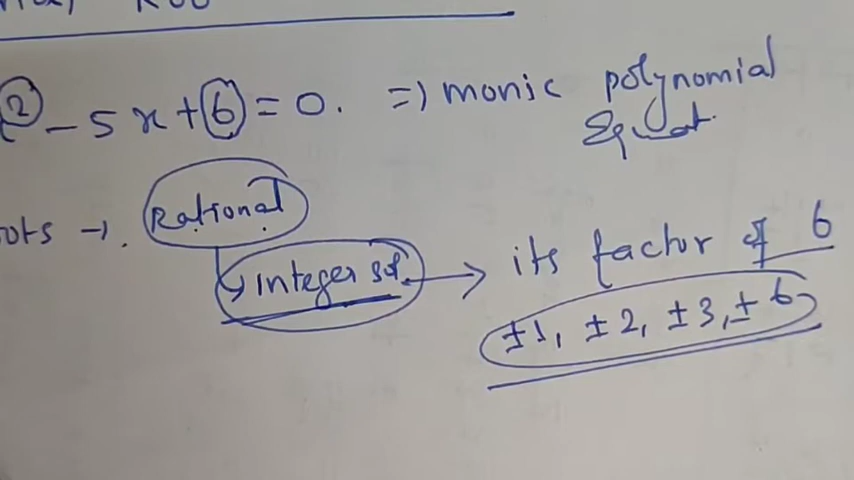 2 - 5x + 6 = 0. => monic polynomial
Equat.
ots → . Rational
↳ integer sol. → its factor of 6
±1, ±2, ±3, ±6